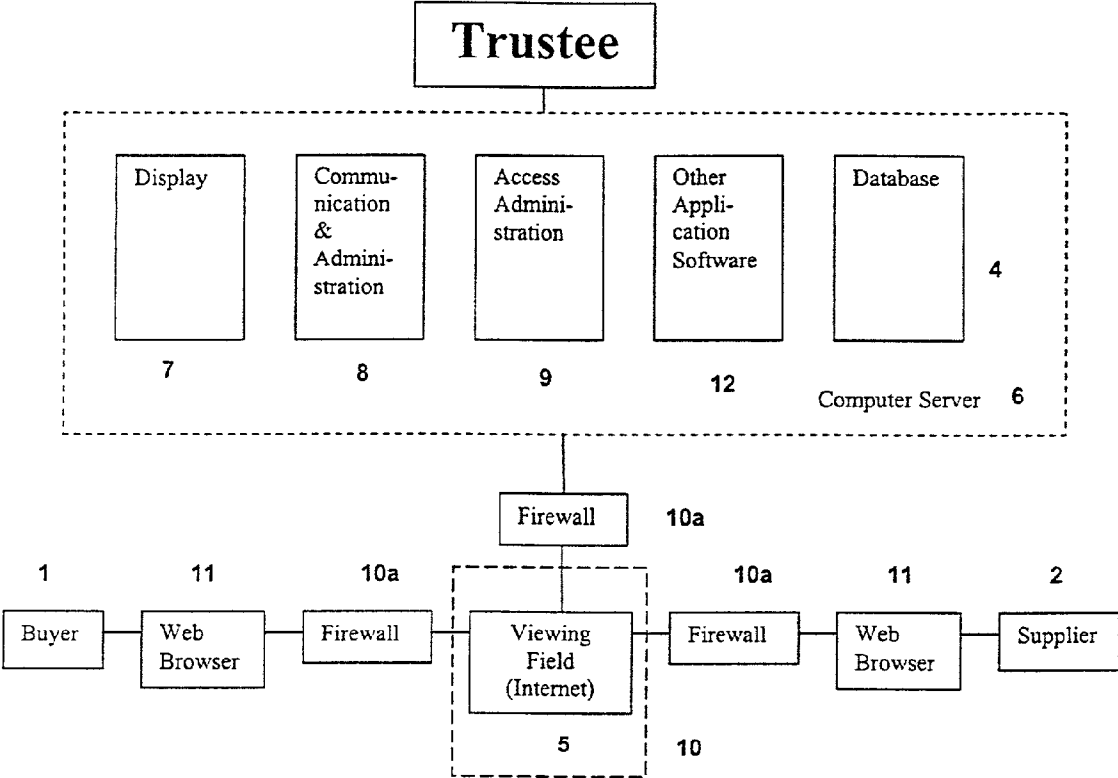 Trustee
Display
Commu-
nication
&
Admini-
stration
Access
Admini-
stration
Other
Appli-
cation
Software
Database
4
7
8
9
12
Computer Server 6
Firewall 10a
1
11
10a
10a
11
2
Buyer
Web
Browser
Firewall
Viewing
Field
(Internet)
Firewall
Web
Browser
Supplier
5
10